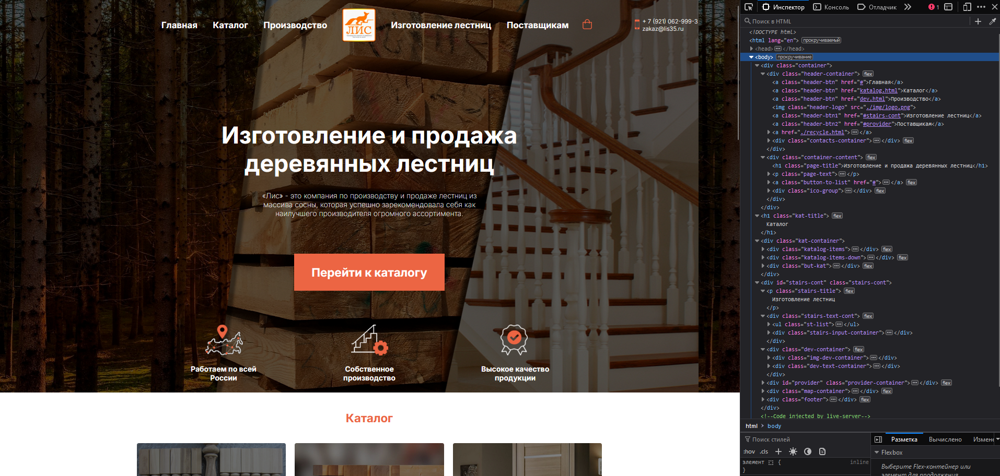 Главная Каталог Производство ЛИС Изготовление лестниц Поставщикам
+ 7 (921) 062-999-3
zakaz@lis35.ru
Изготовление и продажа
деревянных лестниц
«Лис» - это компания по производству и продаже лестниц из
массива сосны, которая успешно зарекомендовала себя как
наилучшего производителя огромного ассортимента.
Перейти к каталогу
Работаем по всей
России
Собственное
производство
Высокое качество
продукции
Каталог
Инспектор Консоль Отладчик 1
Поиск в HTML
<!DOCTYPE html>
<html lang="en"> прокручиваемый
<head> ••• </head>
<body> прокручивание
<div class="container">
<div class="header-container"> flex
<a class="header-btn" href="#">Главная</a>
<a class="header-btn" href="katalog.html">Каталог</a>
<a class="header-btn" href="dev.html">Производство</a>
<img class="header-logo" src="./img/logo.png">
<a class="header-btn1" href="#stairs-cont">Изготовление лестниц</a>
<a class="header-btn2" href="#provider">Поставщикам</a>
<a href="./recycle.html"> ••• </a>
<div class="contacts-container"> ••• </div> flex
</div>
<div class="container-content"> flex
<h1 class="page-title">Изготовление и продажа деревянных лестниц</h1>
<p class="page-text"> ••• </p>
<a class="button-to-list" href="#"> ••• </a> flex
<div class="ico-group"> ••• </div> flex
</div>
</div>
<h1 class="kat-title"> flex
Каталог
</h1>
<div class="kat-container">
<div class="katalog-items"> ••• </div> flex
<div class="katalog-items-down"> ••• </div> flex
<div class="but-kat"> ••• </div> flex
</div>
<div id="stairs-cont" class="stairs-cont">
<p class="stairs-title"> flex
Изготовление лестниц
</p>
<div class="stairs-text-cont"> flex
<ul class="st-list"> ••• </ul>
<div class="stairs-input-container"> ••• </div>
</div>
<div class="dev-container"> flex
<div class="img-dev-container"> ••• </div>
<div class="dev-text-container"> ••• </div>
</div>
<div id="provider" class="provider-container"> ••• </div> flex
<div class="map-container"> ••• </div> flex
<div class="footer"> ••• </div> flex
</div>
<!--Code injected by live-server-->
html > body
Поиск стилей
:hov .cls
элемент { inline
}
Разметка Вычислено Измене
Flexbox
Выберите Flex-контейнер или
элемент для продолжения